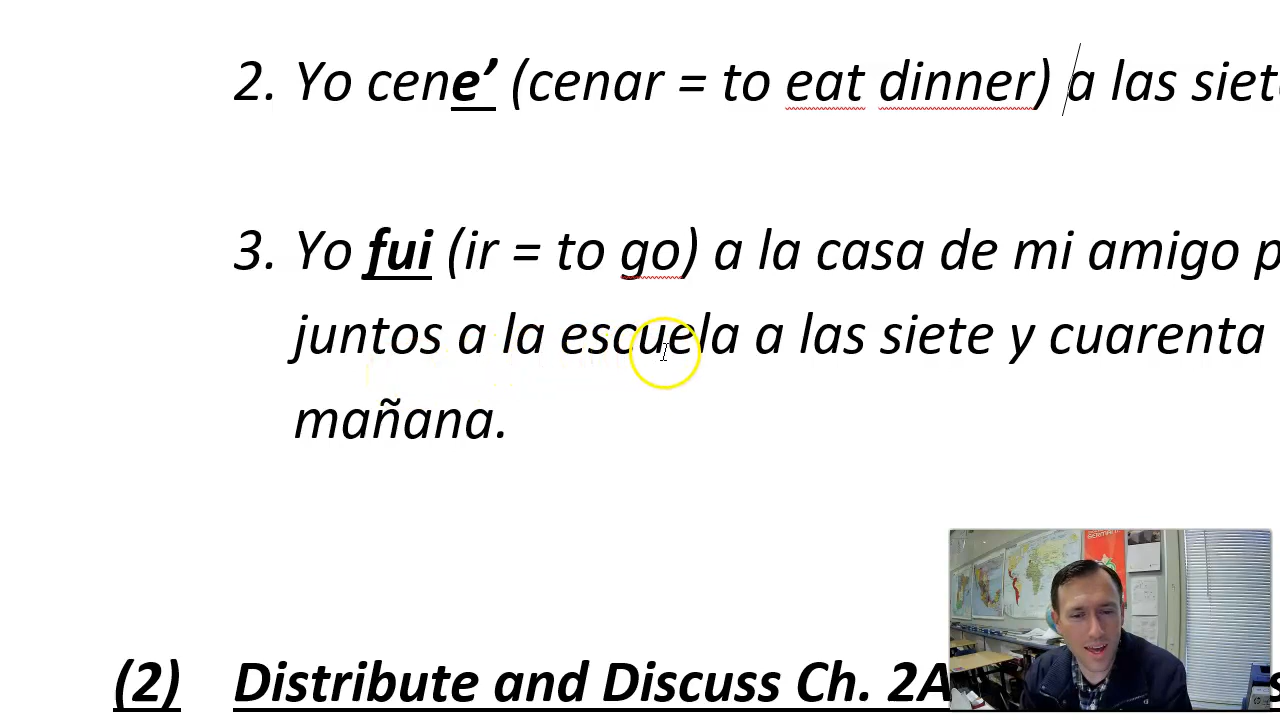 2. Yo cene’ (cenar = to eat dinner) a las siete
3. Yo fui (ir = to go) a la casa de mi amigo
juntos a la escuela a las siete y cuarenta
mañana.
(2) Distribute and Discuss Ch. 2A